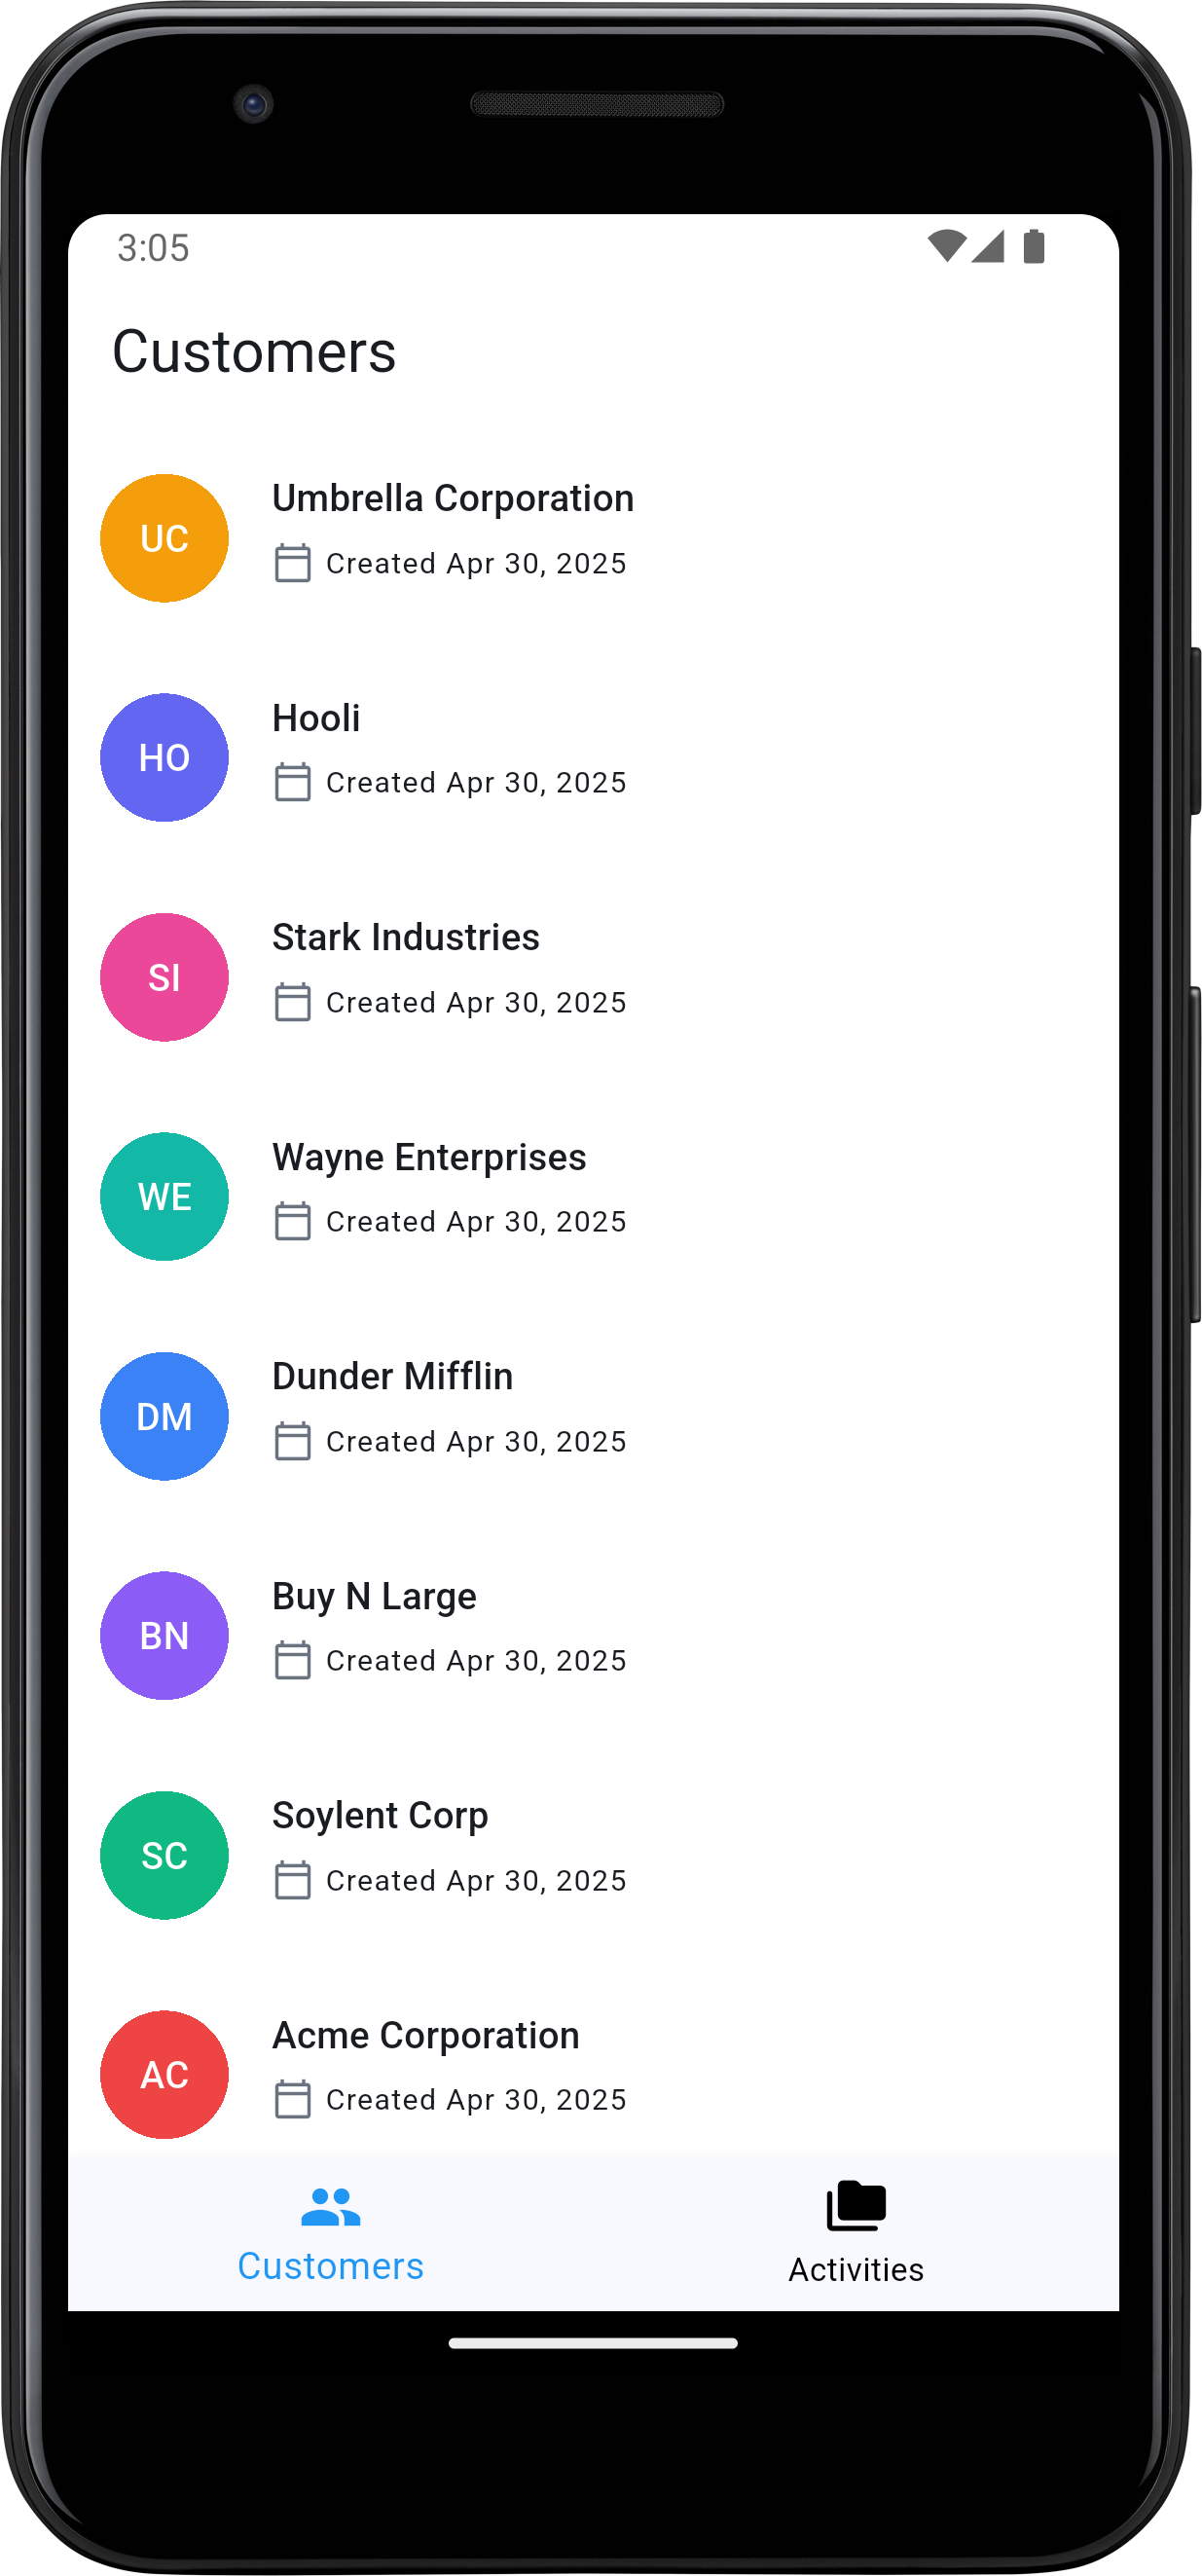 3:05
Customers
UC
Umbrella Corporation
Created Apr 30, 2025
HO
Hooli
Created Apr 30, 2025
SI
Stark Industries
Created Apr 30, 2025
WE
Wayne Enterprises
Created Apr 30, 2025
DM
Dunder Mifflin
Created Apr 30, 2025
BN
Buy N Large
Created Apr 30, 2025
SC
Soylent Corp
Created Apr 30, 2025
AC
Acme Corporation
Created Apr 30, 2025
Customers
Activities